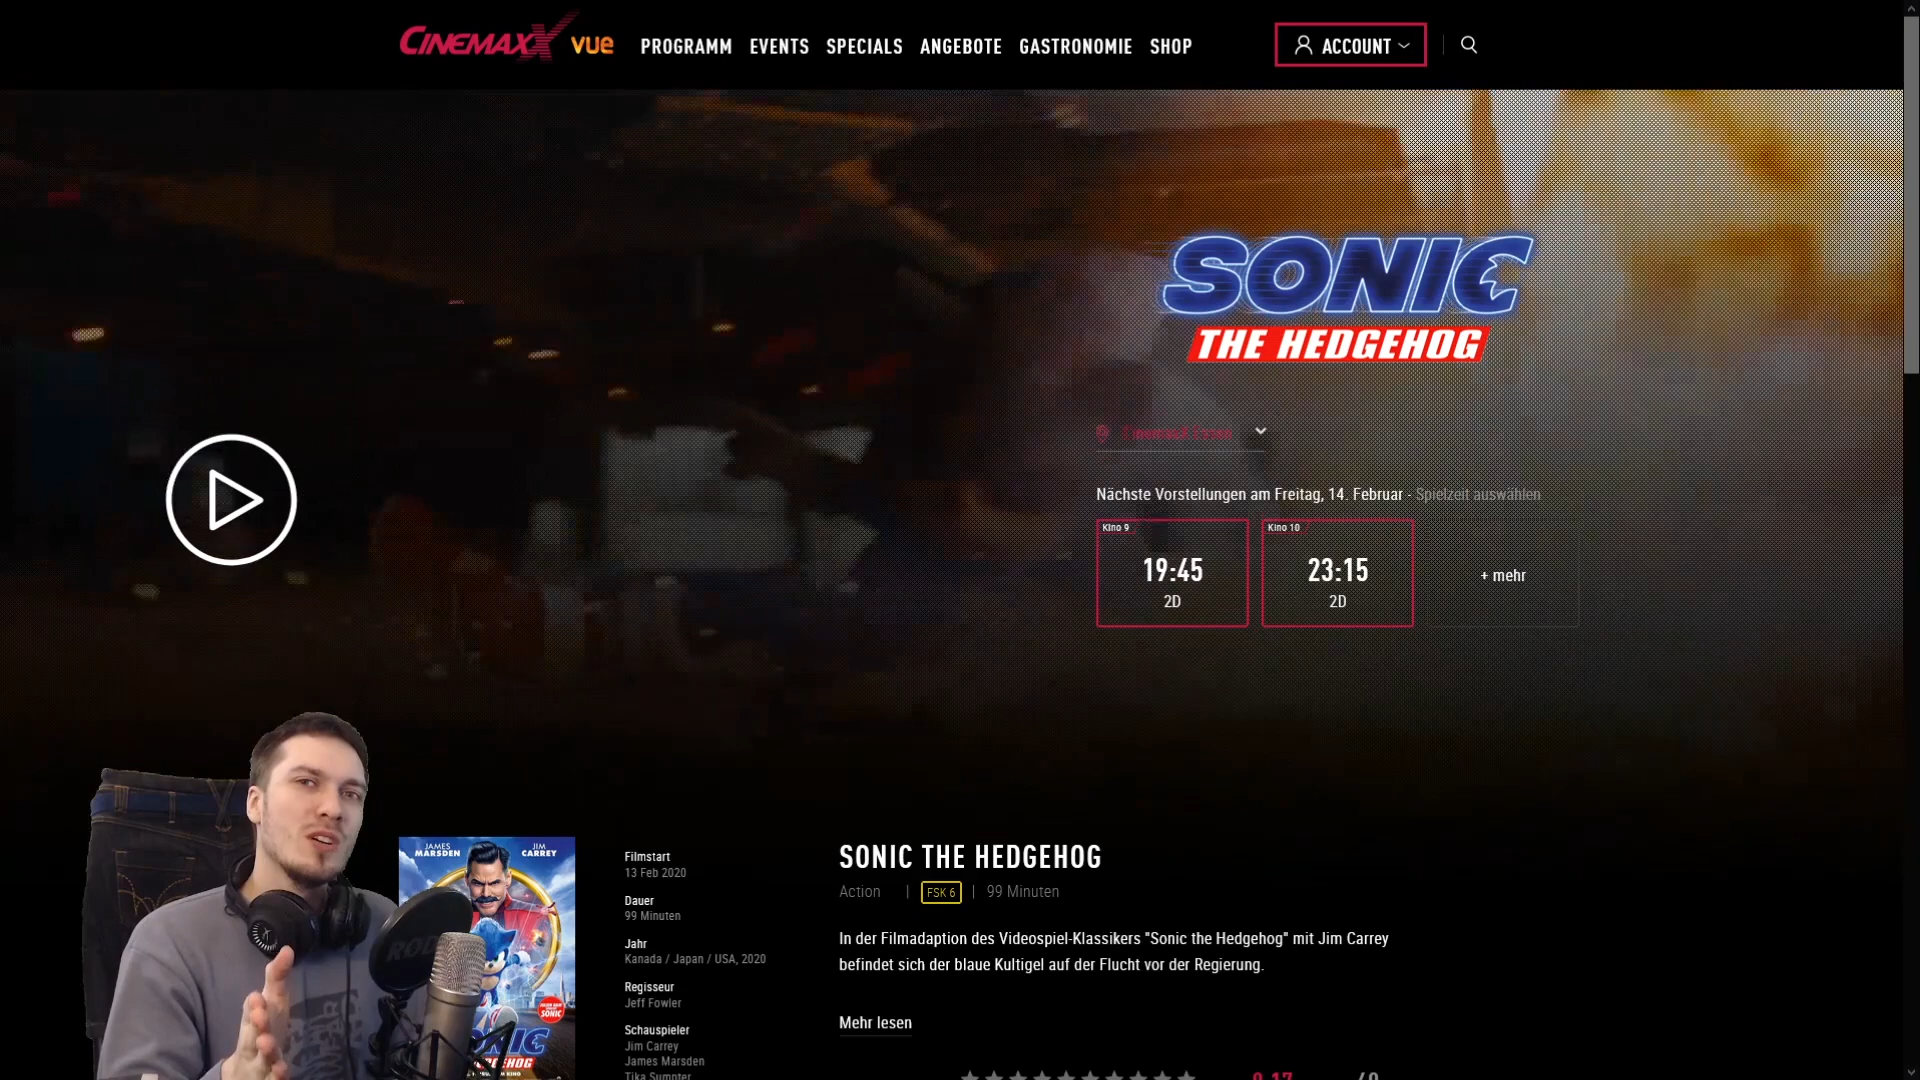 CINEMAXX vue PROGRAMM EVENTS SPECIALS ANGEBOTE GASTRONOMIE SHOP ACCOUNT
SONIC
THE HEDGEHOG
Nächste Vorstellungen am Freitag, 14. Februar - Spielzeit auswählen
Kino 9
19:45
2D
Kino 10
23:15
2D
+ mehr
JAMES MARSDEN
JIM CARREY
RODE
SONIC
Filmstart
13 Feb 2020
Dauer
99 Minuten
Jahr
Kanada / Japan / USA, 2020
Regisseur
Jeff Fowler
Schauspieler
Jim Carrey
James Marsden
Tika Sumpter
SONIC THE HEDGEHOG
Action | FSK 6 | 99 Minuten
In der Filmadaption des Videospiel-Klassikers "Sonic the Hedgehog" mit Jim Carrey
befindet sich der blaue Kultigel auf der Flucht vor der Regierung.
Mehr lesen